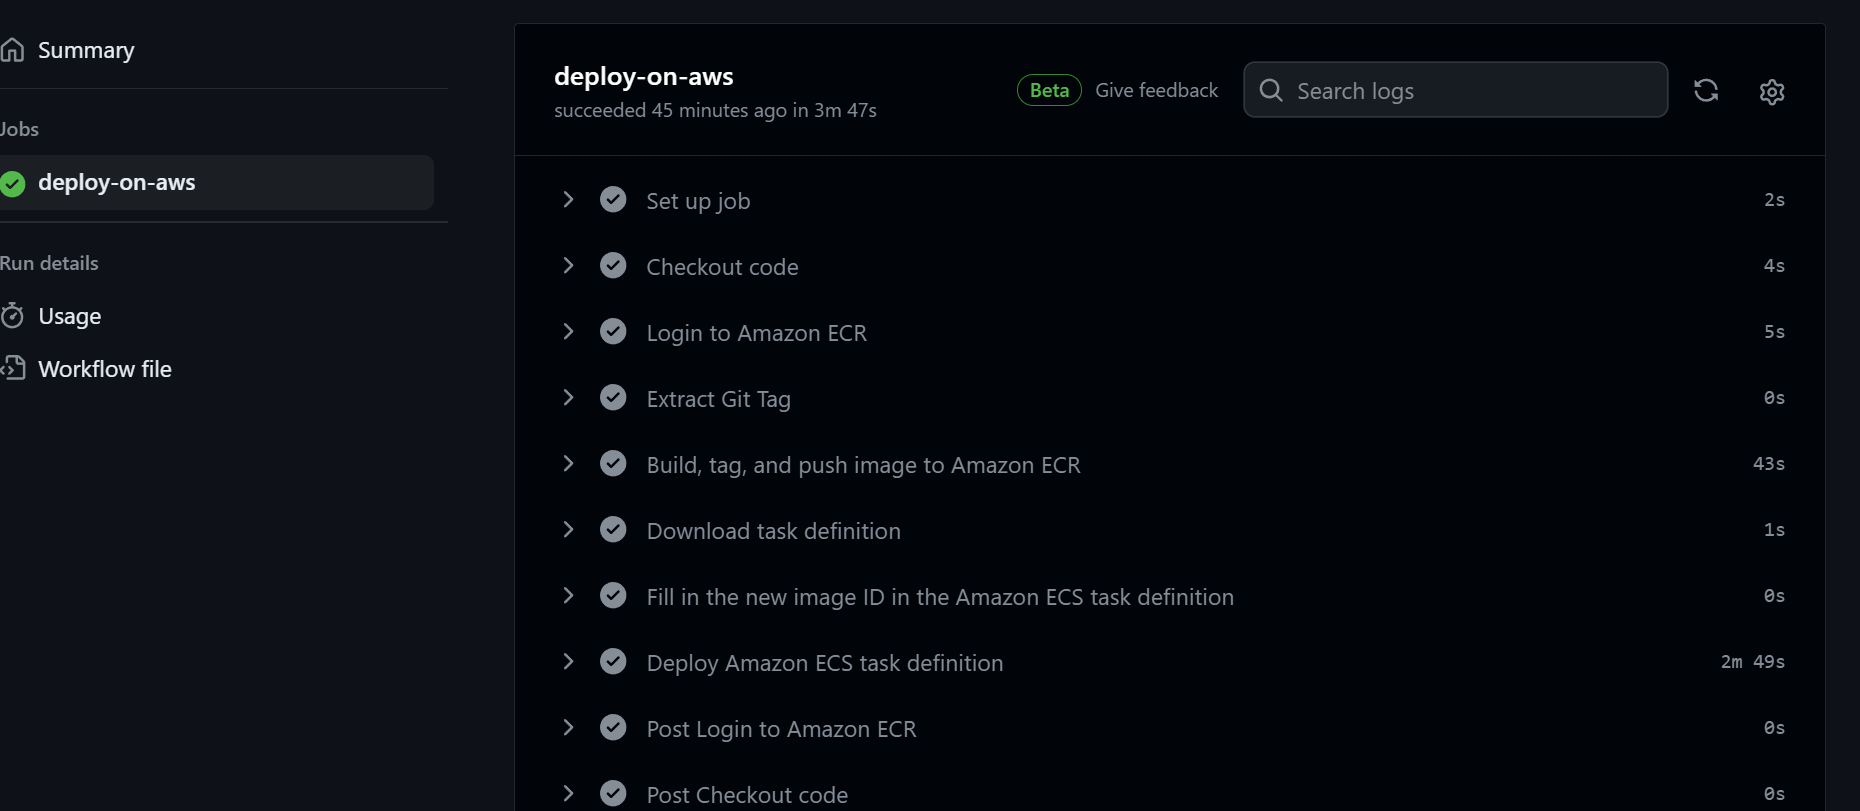 Summary
Jobs
deploy-on-aws
Run details
Usage
Workflow file
deploy-on-aws
succeeded 45 minutes ago in 3m 47s
Beta Give feedback Search logs
Set up job 2s
Checkout code 4s
Login to Amazon ECR 5s
Extract Git Tag 0s
Build, tag, and push image to Amazon ECR 43s
Download task definition 1s
Fill in the new image ID in the Amazon ECS task definition 0s
Deploy Amazon ECS task definition 2m 49s
Post Login to Amazon ECR 0s
Post Checkout code 0s